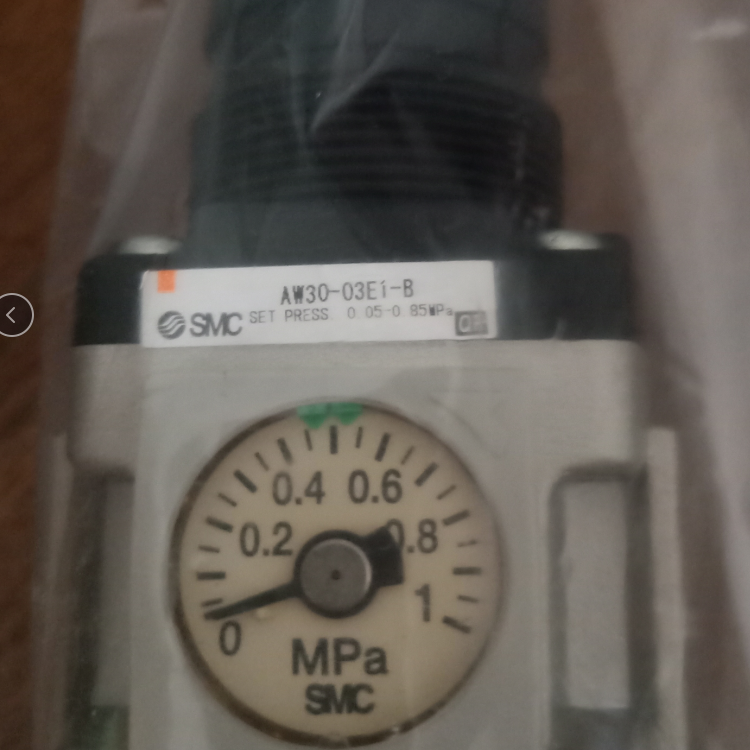 AW30-03E1-B
SMC SET PRESS. 0.05-0.85MPa
0.4 0.6
0.2 0.8
1
0
MPa
SMC